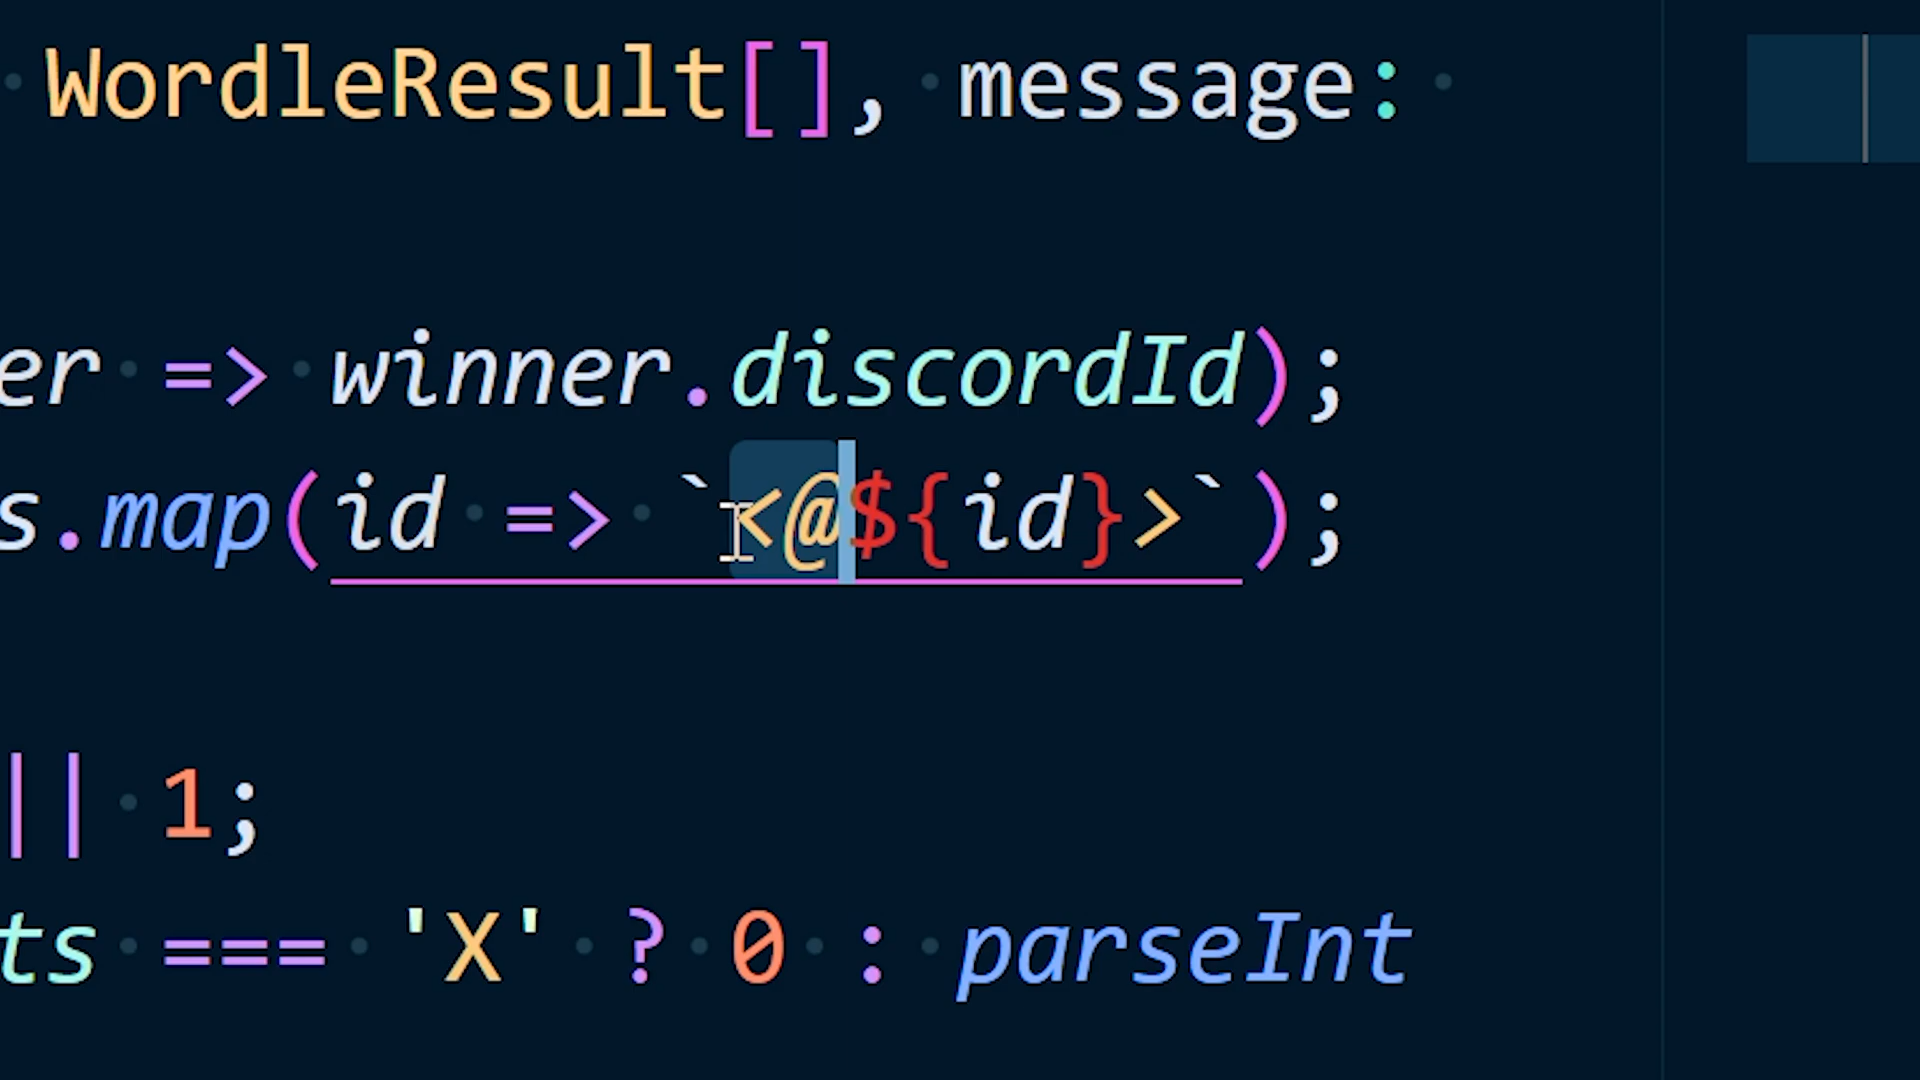 WordleResult[], message:
er => winner.discordId);
s.map(id => `<@${id}>`);
|| 1;
ts === 'X' ? 0 : parseInt